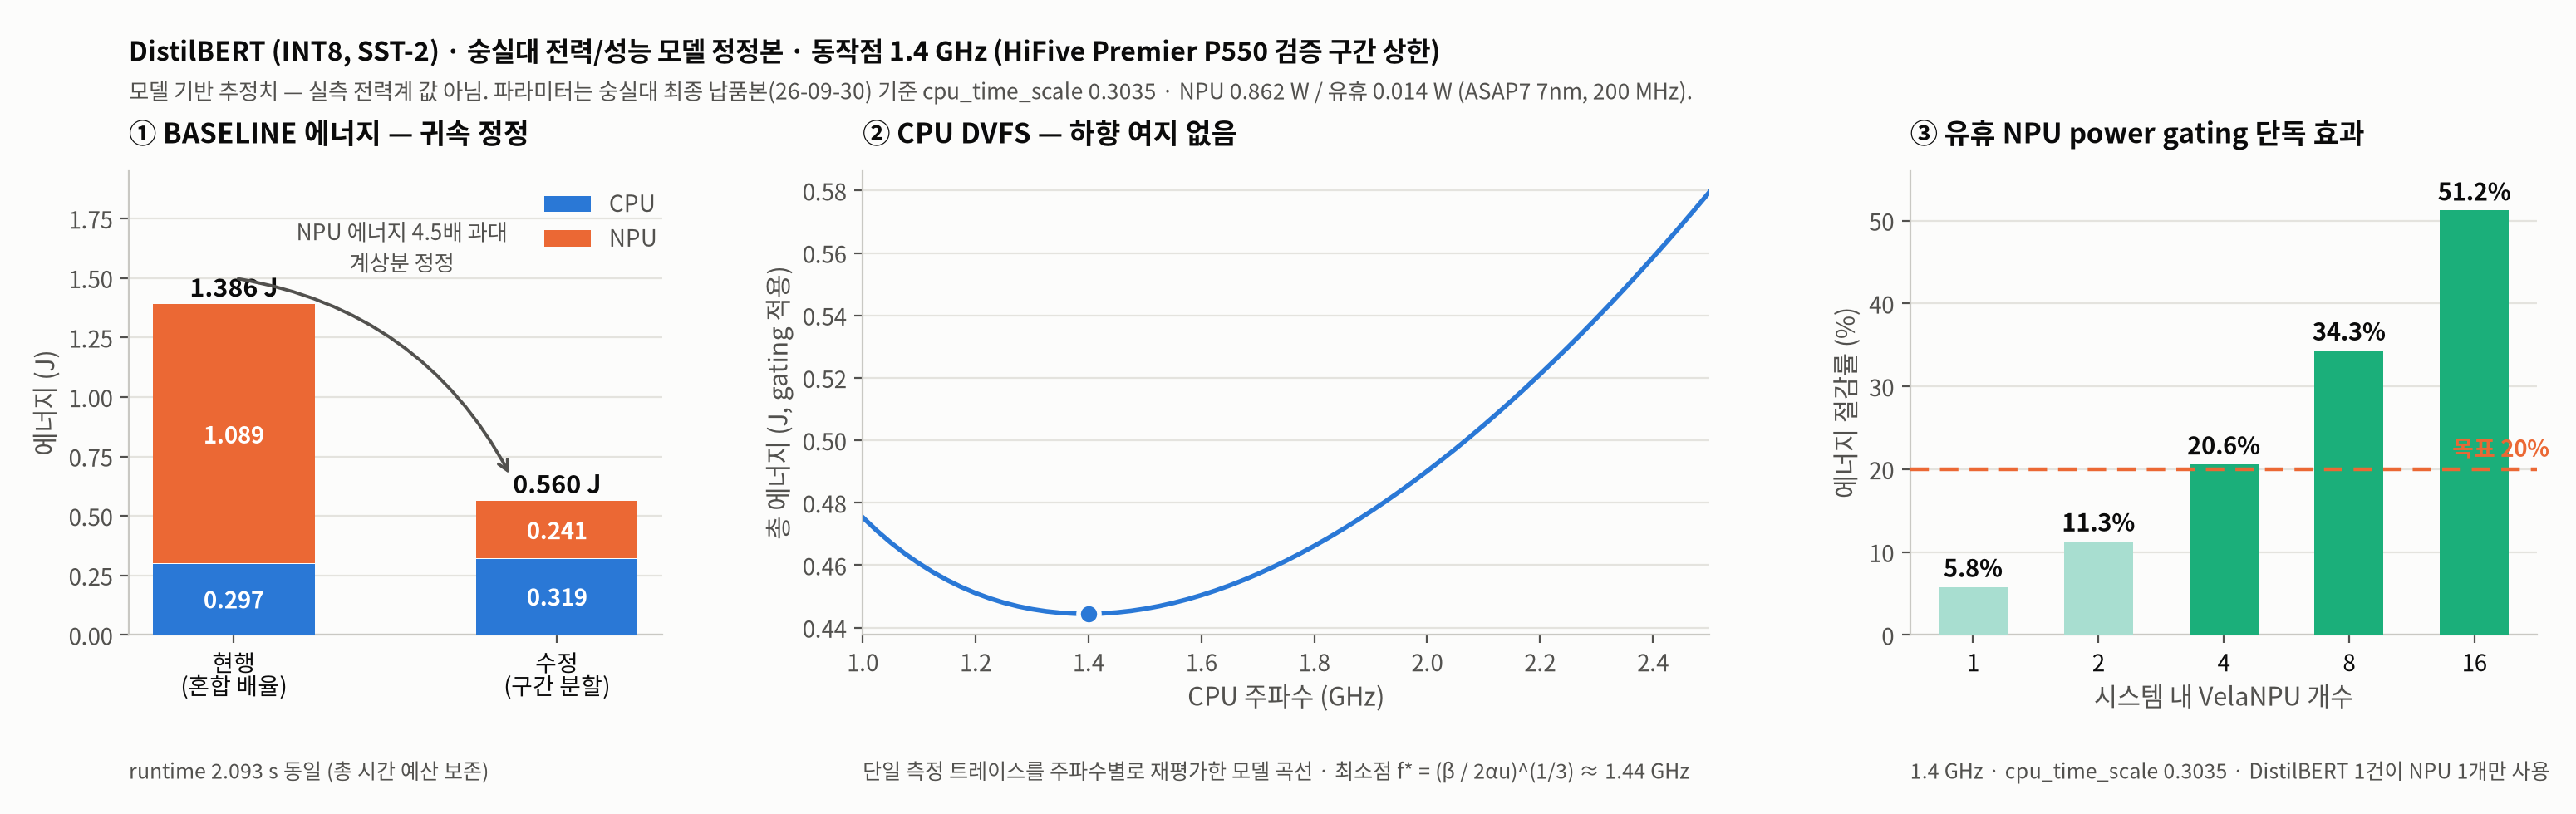 DistilBERT (INT8, SST-2) · 숭실대 전력/성능 모델 정정본 · 동작점 1.4 GHz (HiFive Premier P550 검증 구간 상한)
모델 기반 추정치 — 실측 전력계 값 아님. 파라미터는 숭실대 최종 납품본(26-09-30) 기준 cpu_time_scale 0.3035 · NPU 0.862 W / 유휴 0.014 W (ASAP7 7nm, 200 MHz).
① BASELINE 에너지 — 귀속 정정
에너지 (J)
1.75
1.50
1.25
1.00
0.75
0.50
0.25
0.00
CPU
NPU
NPU 에너지 4.5배 과대
계상분 정정
1.386 J
1.089
0.297
0.560 J
0.241
0.319
현행
(혼합 배율)
수정
(구간 분할)
runtime 2.093 s 동일 (총 시간 예산 보존)
② CPU DVFS — 하향 여지 없음
총 에너지 (J, gating 적용)
0.58
0.56
0.54
0.52
0.50
0.48
0.46
0.44
1.0
1.2
1.4
1.6
1.8
2.0
2.2
2.4
CPU 주파수 (GHz)
단일 측정 트레이스를 주파수별로 재평가한 모델 곡선 · 최소점 f* = (β / 2αu)^(1/3) ≈ 1.44 GHz
③ 유휴 NPU power gating 단독 효과
에너지 절감률 (%)
50
40
30
20
10
0
5.8%
11.3%
20.6%
34.3%
51.2%
목표 20%
1
2
4
8
16
시스템 내 VelaNPU 개수
1.4 GHz · cpu_time_scale 0.3035 · DistilBERT 1건이 NPU 1개만 사용